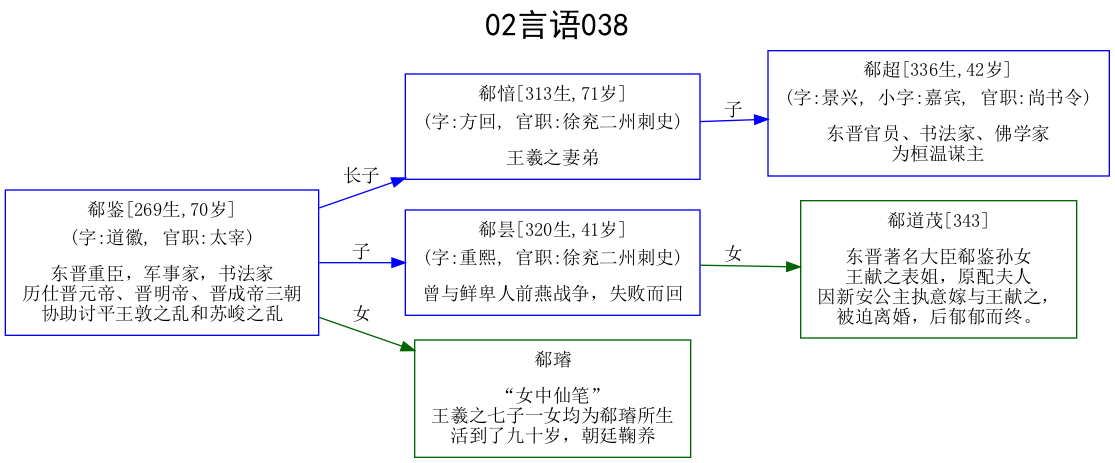 02言语038
郗鉴[269生,70岁]
(字:道徽, 官职:太宰)
东晋重臣，军事家，书法家
历仕晋元帝、晋明帝、晋成帝三朝
协助讨平王敦之乱和苏峻之乱
长子
子
女
郗愔[313生,71岁]
(字:方回, 官职:徐兖二州刺史)
王羲之妻弟
郗昙[320生,41岁]
(字:重熙, 官职:徐兖二州刺史)
曾与鲜卑人前燕战争，失败而回
郗璿
“女中仙笔”
王羲之七子一女均为郗璿所生
活到了九十岁，朝廷鞠养
子
女
郗超[336生,42岁]
(字:景兴, 小字:嘉宾, 官职:尚书令)
东晋官员、书法家、佛学家
为桓温谋主
郗道茂[343]
东晋著名大臣郗鉴孙女
王献之表姐，原配夫人
因新安公主执意嫁与王献之，
被迫离婚，后郁郁而终。